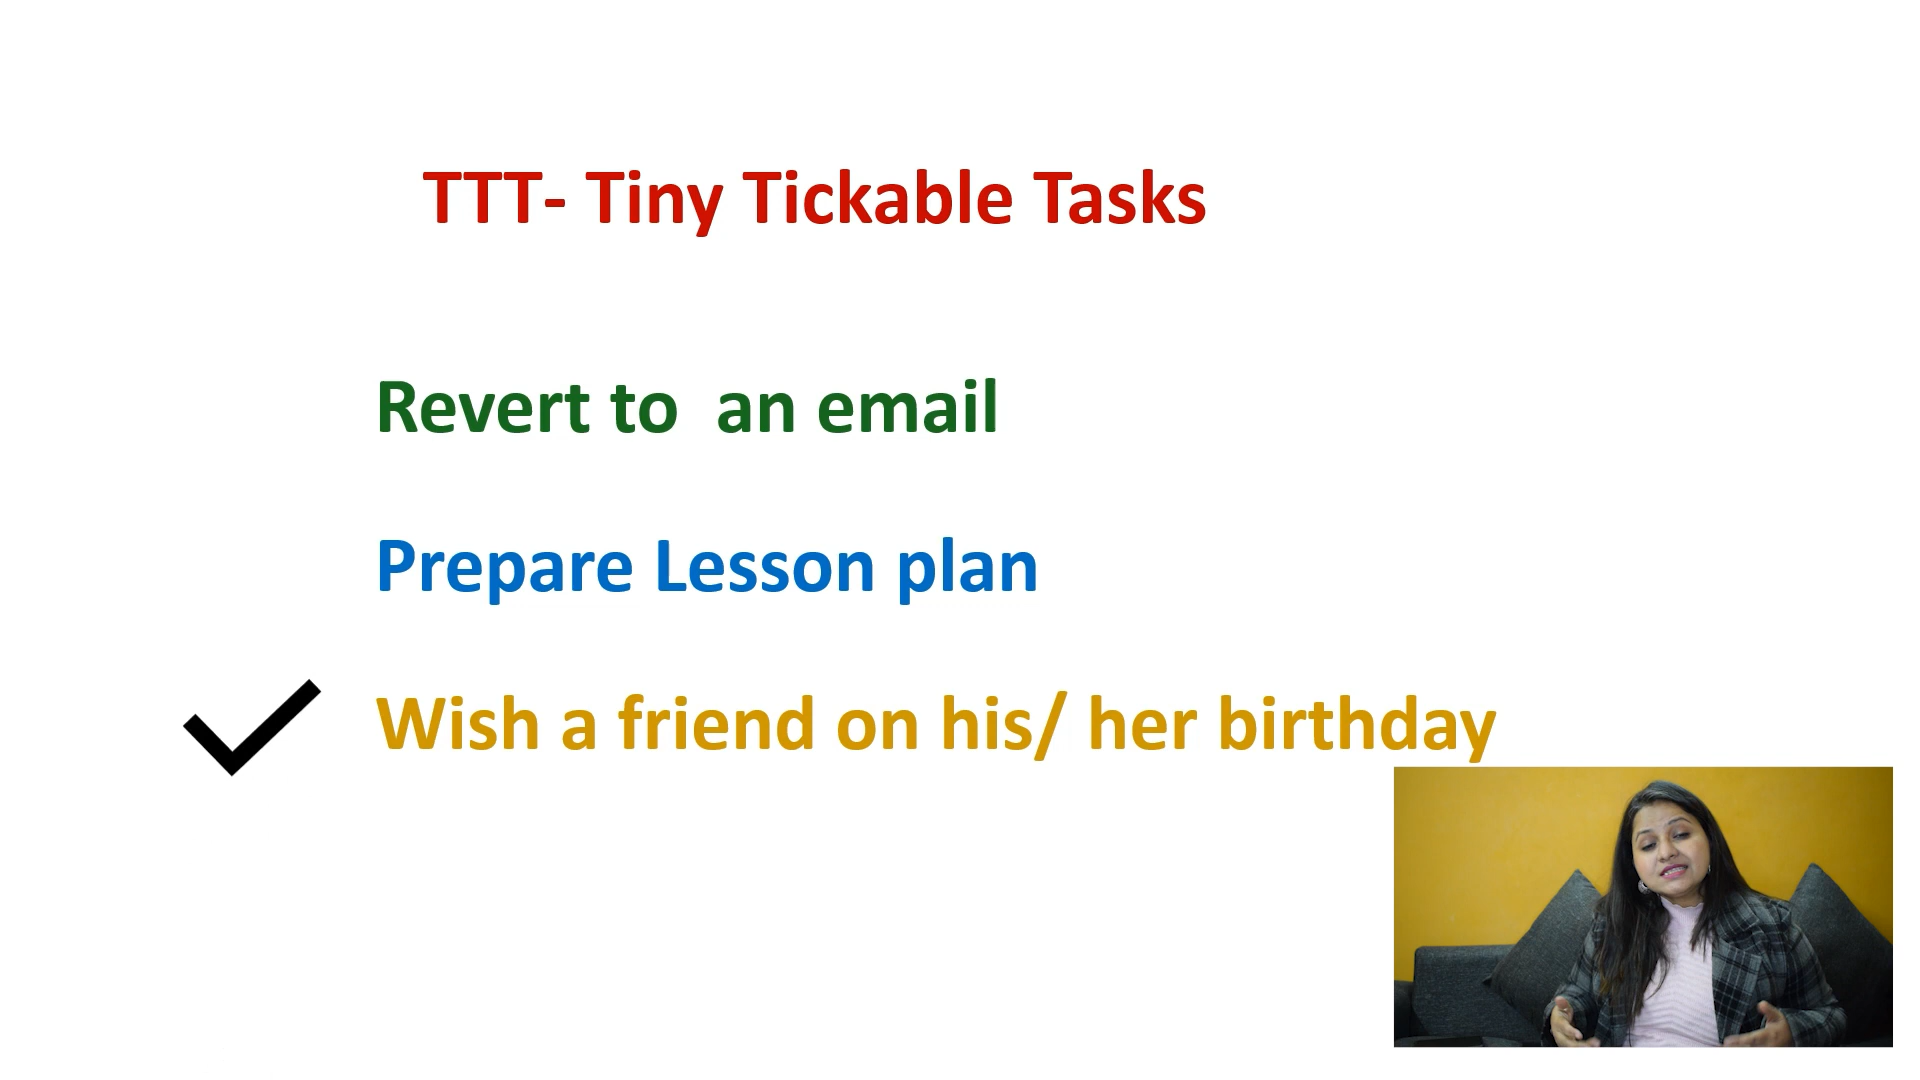 TTT- Tiny Tickable Tasks
Revert to  an email
Prepare Lesson plan
Wish a friend on his/ her birthday